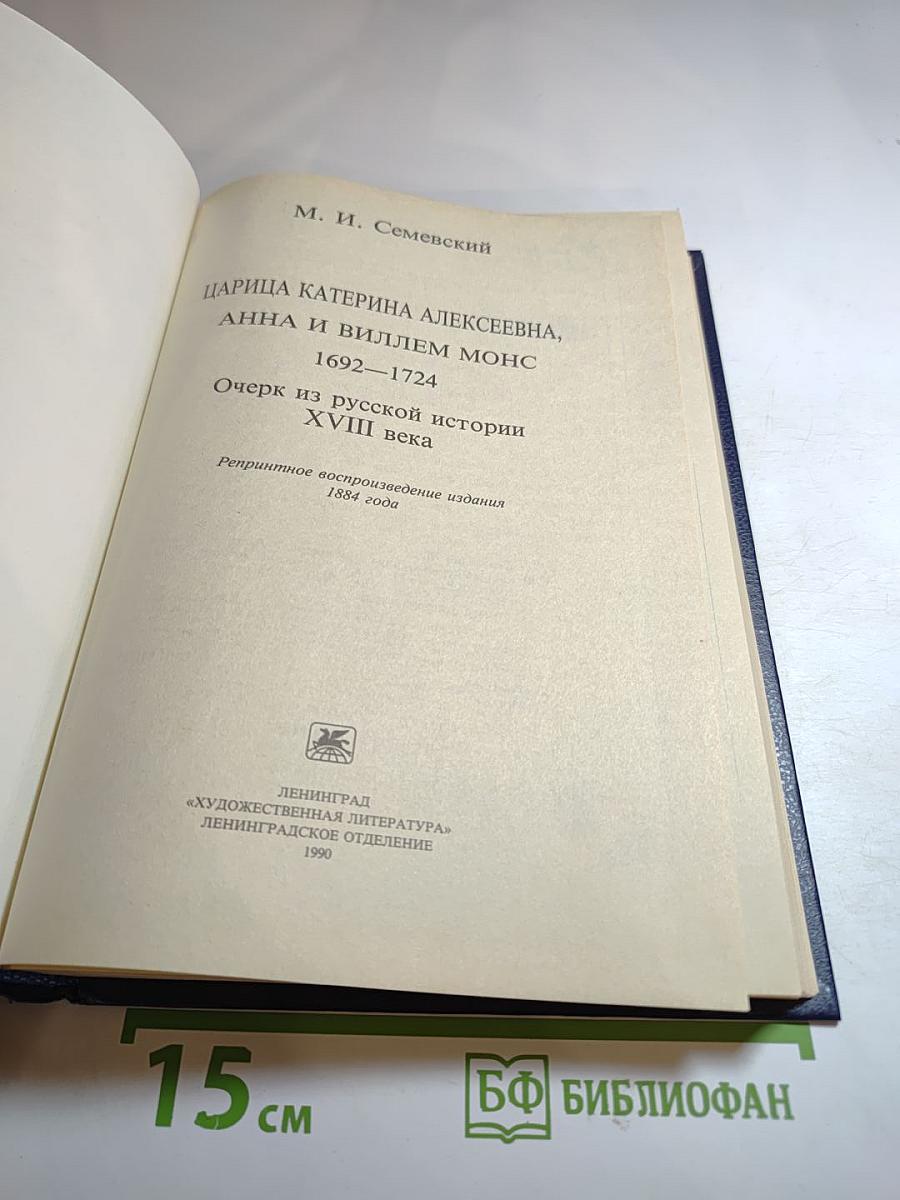 М. И. Семевский
ЦАРИЦА КАТЕРИНА АЛЕКСЕЕВНА,
АННА И ВИЛЛЕМ МОНС
1692—1724
Очерк из русской истории
XVIII века
Репринтное воспроизведение издания
1884 года
ЛЕНИНГРАД
«ХУДОЖЕСТВЕННАЯ ЛИТЕРАТУРА»
ЛЕНИНГРАДСКОЕ ОТДЕЛЕНИЕ
1990
15 см
БФ БИБЛИОФАН